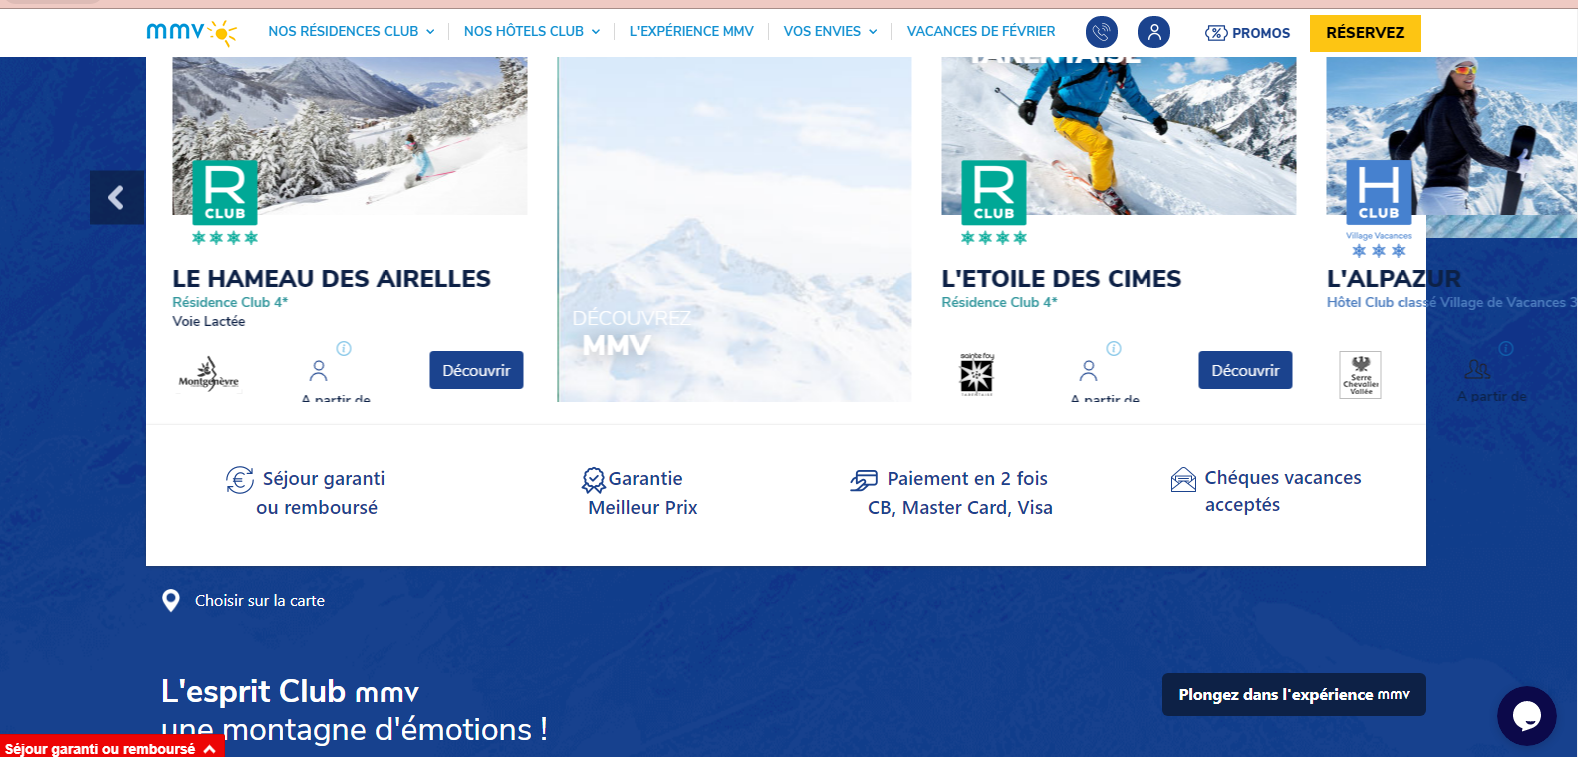 mmv
NOS RÉSIDENCES CLUB
NOS HÔTELS CLUB
L'EXPÉRIENCE MMV
VOS ENVIES
VACANCES DE FÉVRIER
PROMOS
RÉSERVEZ
TARENTAISE
R
CLUB
LE HAMEAU DES AIRELLES
Résidence Club 4*
Voie Lactée
Montgenèvre
A partir de
Découvrir
DÉCOUVREZ
MMV
R
CLUB
L'ETOILE DES CIMES
Résidence Club 4*
sainte foy
TARENTAISE
A partir de
Découvrir
H
CLUB
Village Vacances
L'ALPAZUR
Hôtel Club classé Village de Vacances 3
Serre
Chevalier
Vallée
A partir de
Séjour garanti
ou remboursé
Garantie
Meilleur Prix
Paiement en 2 fois
CB, Master Card, Visa
Chéques vacances
acceptés
Choisir sur la carte
L'esprit Club mmv
une montagne d'émotions !
Plongez dans l'expérience mmv
Séjour garanti ou remboursé